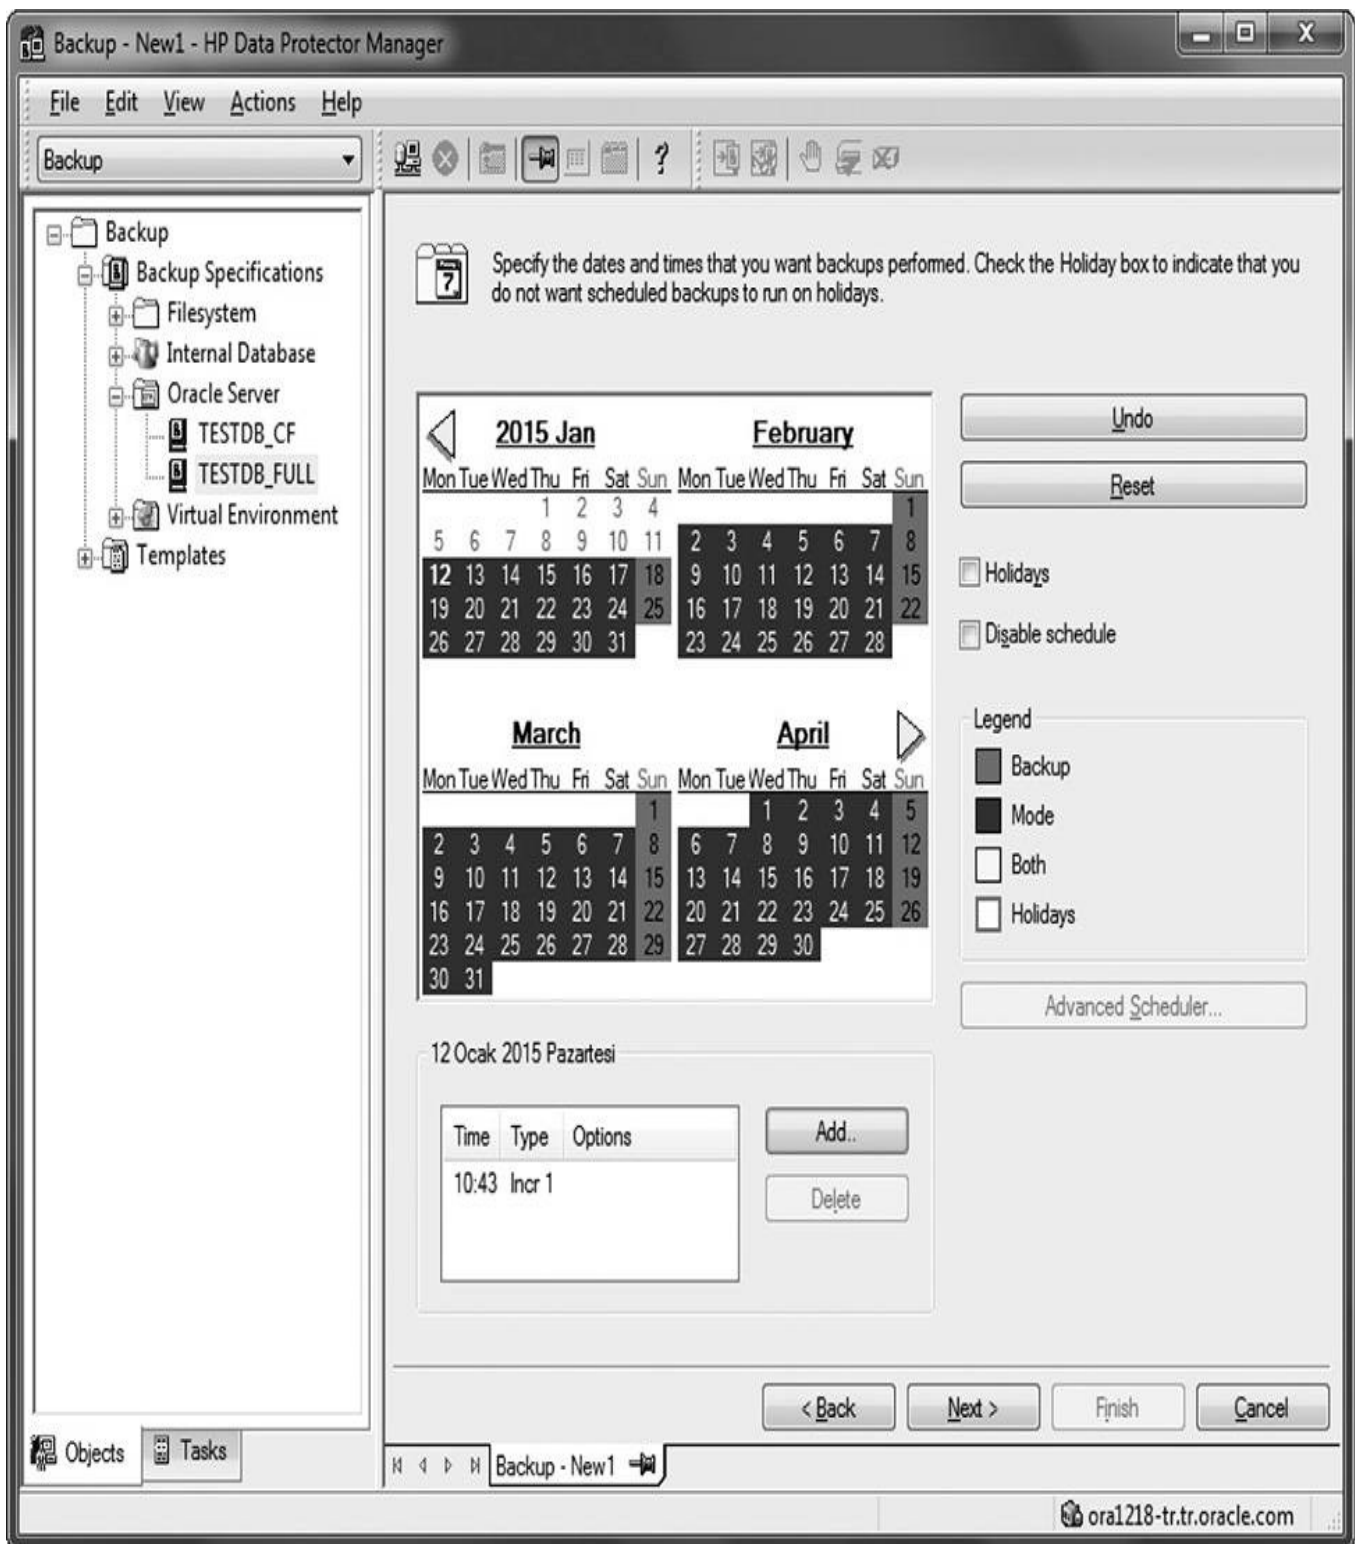 Backup - New1 - HP Data Protector Manager
File Edit View Actions Help
Backup
Backup
Backup Specifications
Filesystem
Internal Database
Oracle Server
TESTDB_CF
TESTDB_FULL
Virtual Environment
Templates
Objects Tasks
Specify the dates and times that you want backups performed. Check the Holiday box to indicate that you
do not want scheduled backups to run on holidays.
2015 Jan
Mon Tue Wed Thu Fri Sat Sun
1 2 3 4
5 6 7 8 9 10 11
12 13 14 15 16 17 18
19 20 21 22 23 24 25
26 27 28 29 30 31
February
Mon Tue Wed Thu Fri Sat Sun
1
2 3 4 5 6 7 8
9 10 11 12 13 14 15
16 17 18 19 20 21 22
23 24 25 26 27 28
March
Mon Tue Wed Thu Fri Sat Sun
1
2 3 4 5 6 7 8
9 10 11 12 13 14 15
16 17 18 19 20 21 22
23 24 25 26 27 28 29
30 31
April
Mon Tue Wed Thu Fri Sat Sun
1 2 3 4 5
6 7 8 9 10 11 12
13 14 15 16 17 18 19
20 21 22 23 24 25 26
27 28 29 30
Undo
Reset
Holidays
Disable schedule
Legend
Backup
Mode
Both
Holidays
Advanced Scheduler...
12 Ocak 2015 Pazartesi
Time Type Options
10:43 Incr 1
Add..
Delete
< Back Next > Finish Cancel
Backup - New1
ora1218-tr.tr.oracle.com